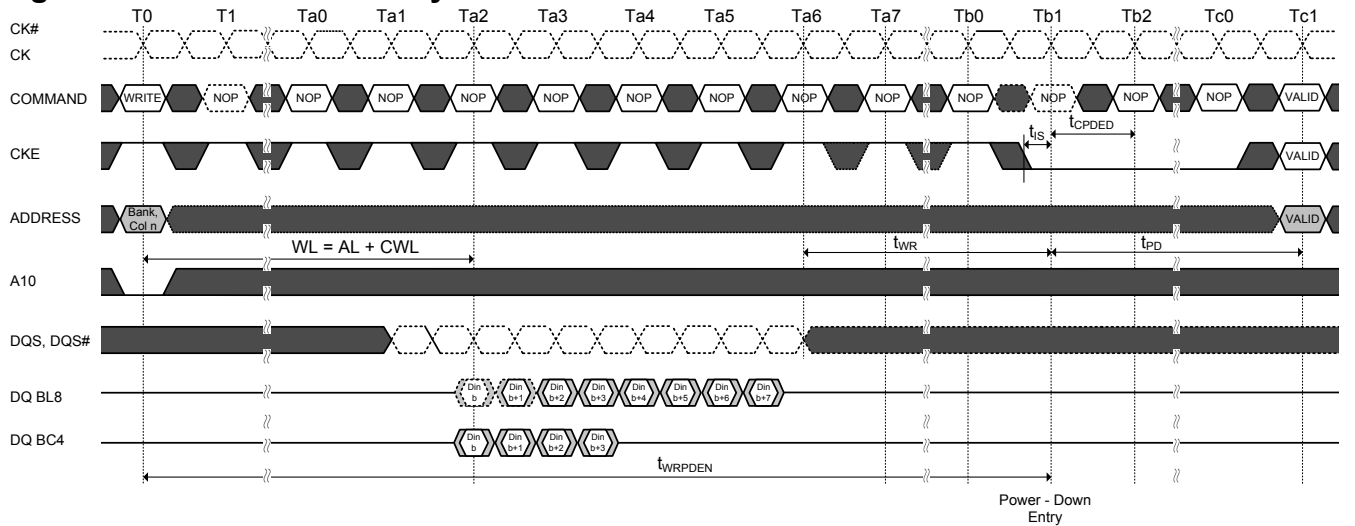 T0 T1 Ta0 Ta1 Ta2 Ta3 Ta4 Ta5 Ta6 Ta7 Tb0 Tb1 Tb2 Tc0 Tc1
CK#
CK
COMMAND WRITE NOP NOP NOP NOP NOP NOP NOP NOP NOP NOP NOP NOP NOP VALID
tIS tCPDED
CKE VALID
ADDRESS Bank, Col n VALID
WL = AL + CWL tWR tPD
A10
DQS, DQS#
DQ BL8 Din b Din b+1 Din b+2 Din b+3 Din b+4 Din b+5 Din b+6 Din b+7
DQ BC4 Din b Din b+1 Din b+2 Din b+3
tWRPDEN
Power - Down
Entry